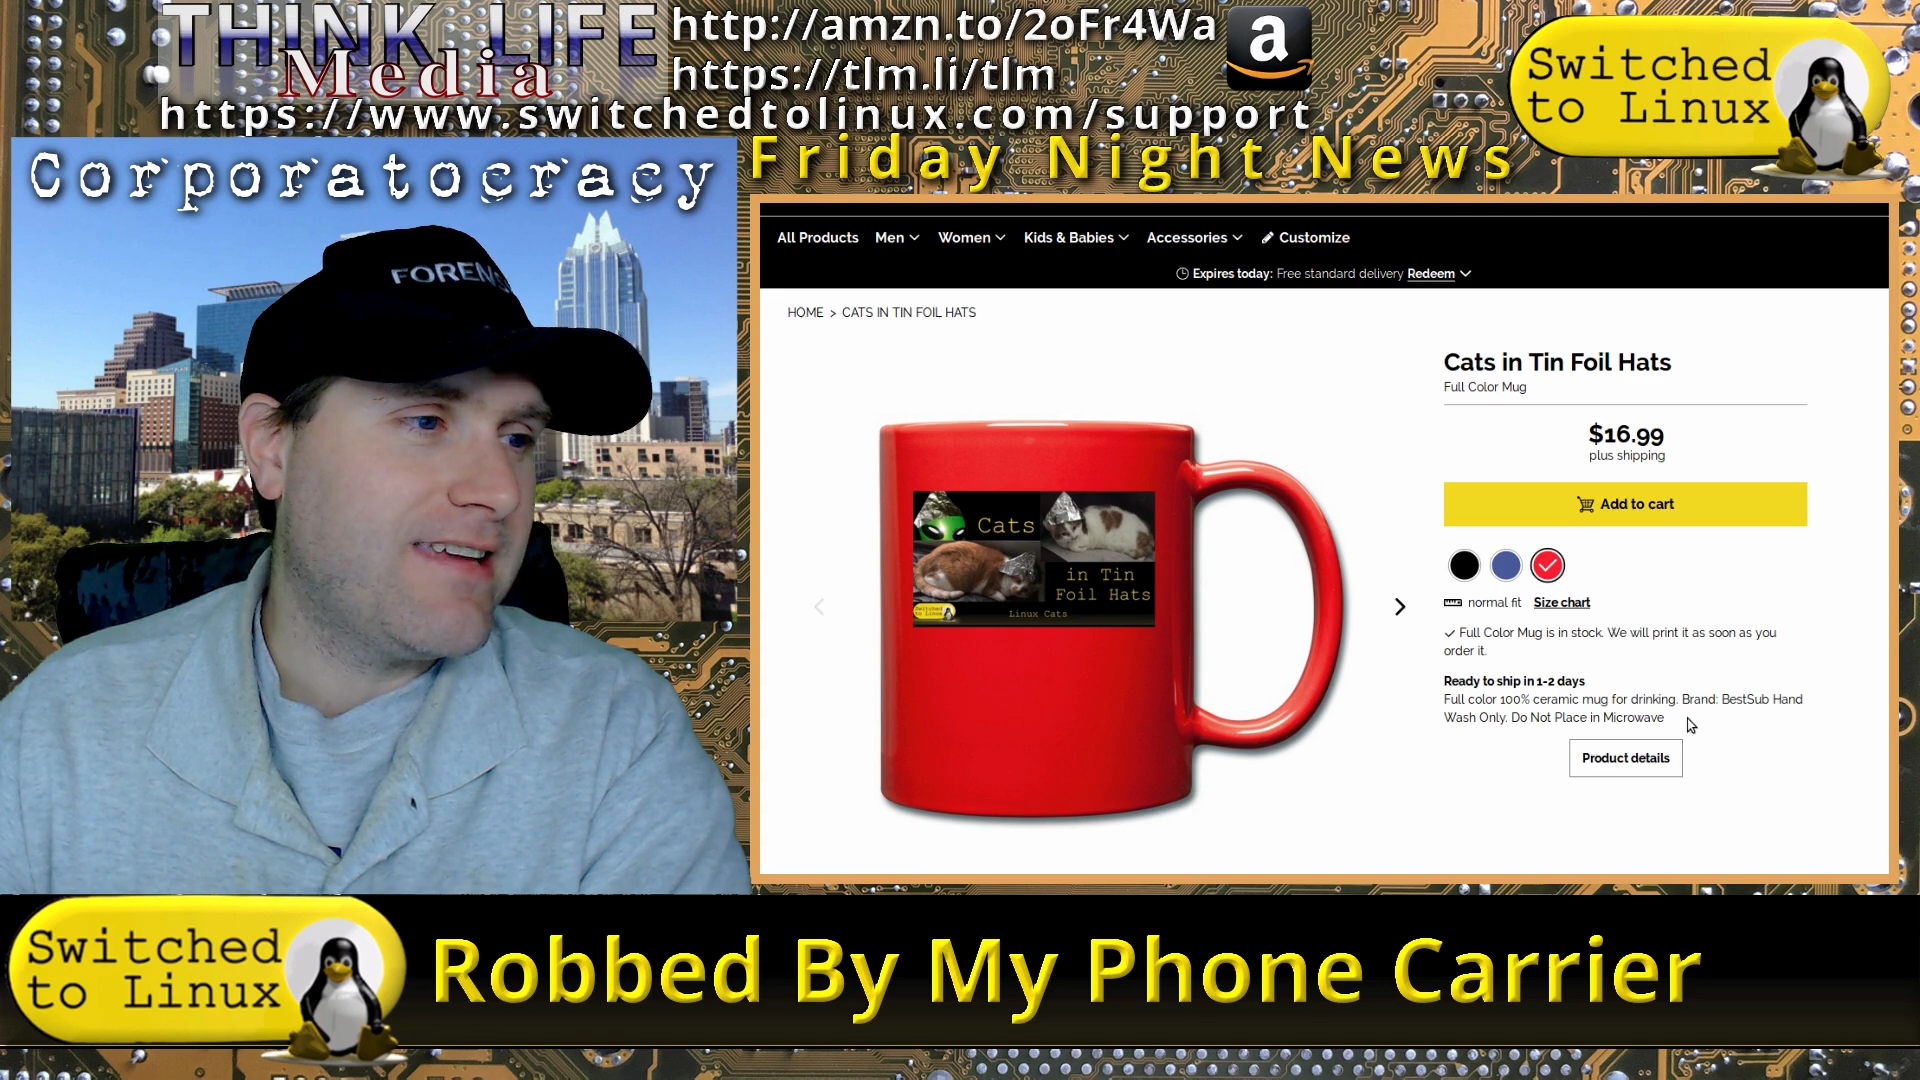 THINK LIFE
Media
http://amzn.to/2oFr4Wa
https://tlm.li/tlm
a
https://www.switchedtolinux.com/support
Switched
to Linux
Friday Night News
Corporatocracy
FORENS
All Products Men Women Kids & Babies Accessories Customize
Expires today: Free standard delivery Redeem
HOME > CATS IN TIN FOIL HATS
Cats in Tin Foil Hats
Full Color Mug
$16.99
plus shipping
Add to cart
normal fit Size chart
Full Color Mug is in stock. We will print it as soon as you
order it.
Ready to ship in 1-2 days
Full color 100% ceramic mug for drinking. Brand: BestSub Hand
Wash Only. Do Not Place in Microwave
Product details
Cats
in Tin
Foil Hats
Switched
to Linux
Linux Cats
Switched
to Linux
Robbed By My Phone Carrier